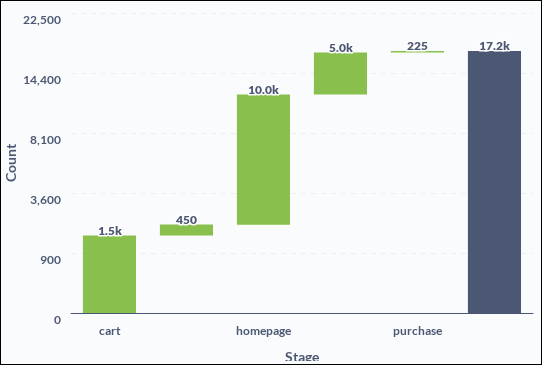 22,500
14,400
8,100
3,600
900
0
Count
1.5k
450
10.0k
5.0k
225
17.2k
cart
homepage
purchase
Stage